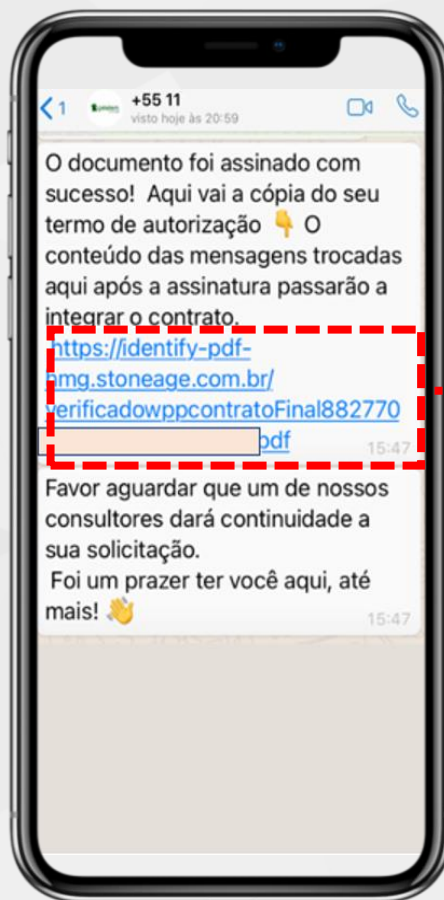 1
+55 11
visto hoje às 20:59
O documento foi assinado com
sucesso! Aqui vai a cópia do seu
termo de autorização 👇 O
conteúdo das mensagens trocadas
aqui após a assinatura passarão a
integrar o contrato.
https://identify-pdf-
hmg.stoneage.com.br/
verificadowppcontratoFinal882770
pdf
15:47
Favor aguardar que um de nossos
consultores dará continuidade a
sua solicitação.
Foi um prazer ter você aqui, até
mais! 👋
15:47